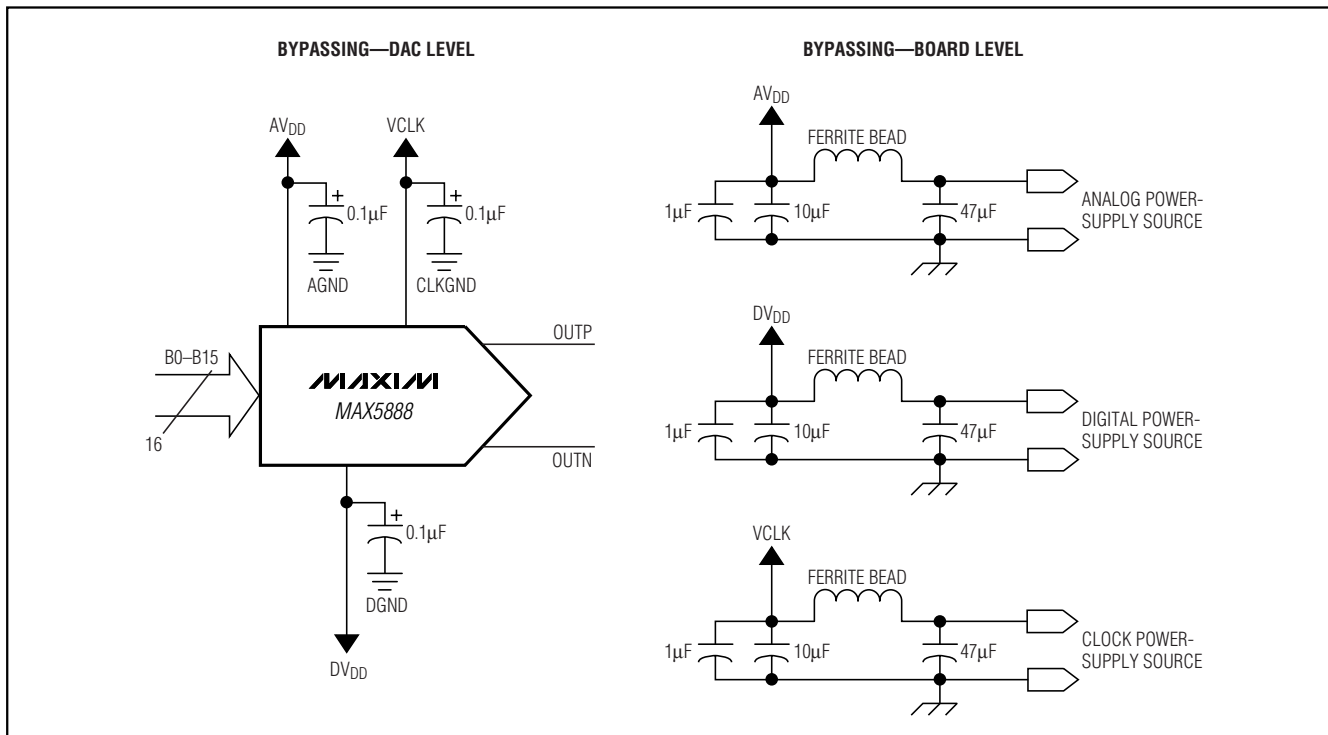 BYPASSING—DAC LEVEL
AVDD
VCLK
+
0.1µF
+
0.1µF
AGND
CLKGND
B0–B15
16
MAXIM
MAX5888
OUTP
OUTN
+
0.1µF
DGND
DVDD
BYPASSING—BOARD LEVEL
AVDD
FERRITE BEAD
1µF
10µF
47µF
ANALOG POWER-
SUPPLY SOURCE
DVDD
FERRITE BEAD
1µF
10µF
47µF
DIGITAL POWER-
SUPPLY SOURCE
VCLK
FERRITE BEAD
1µF
10µF
47µF
CLOCK POWER-
SUPPLY SOURCE